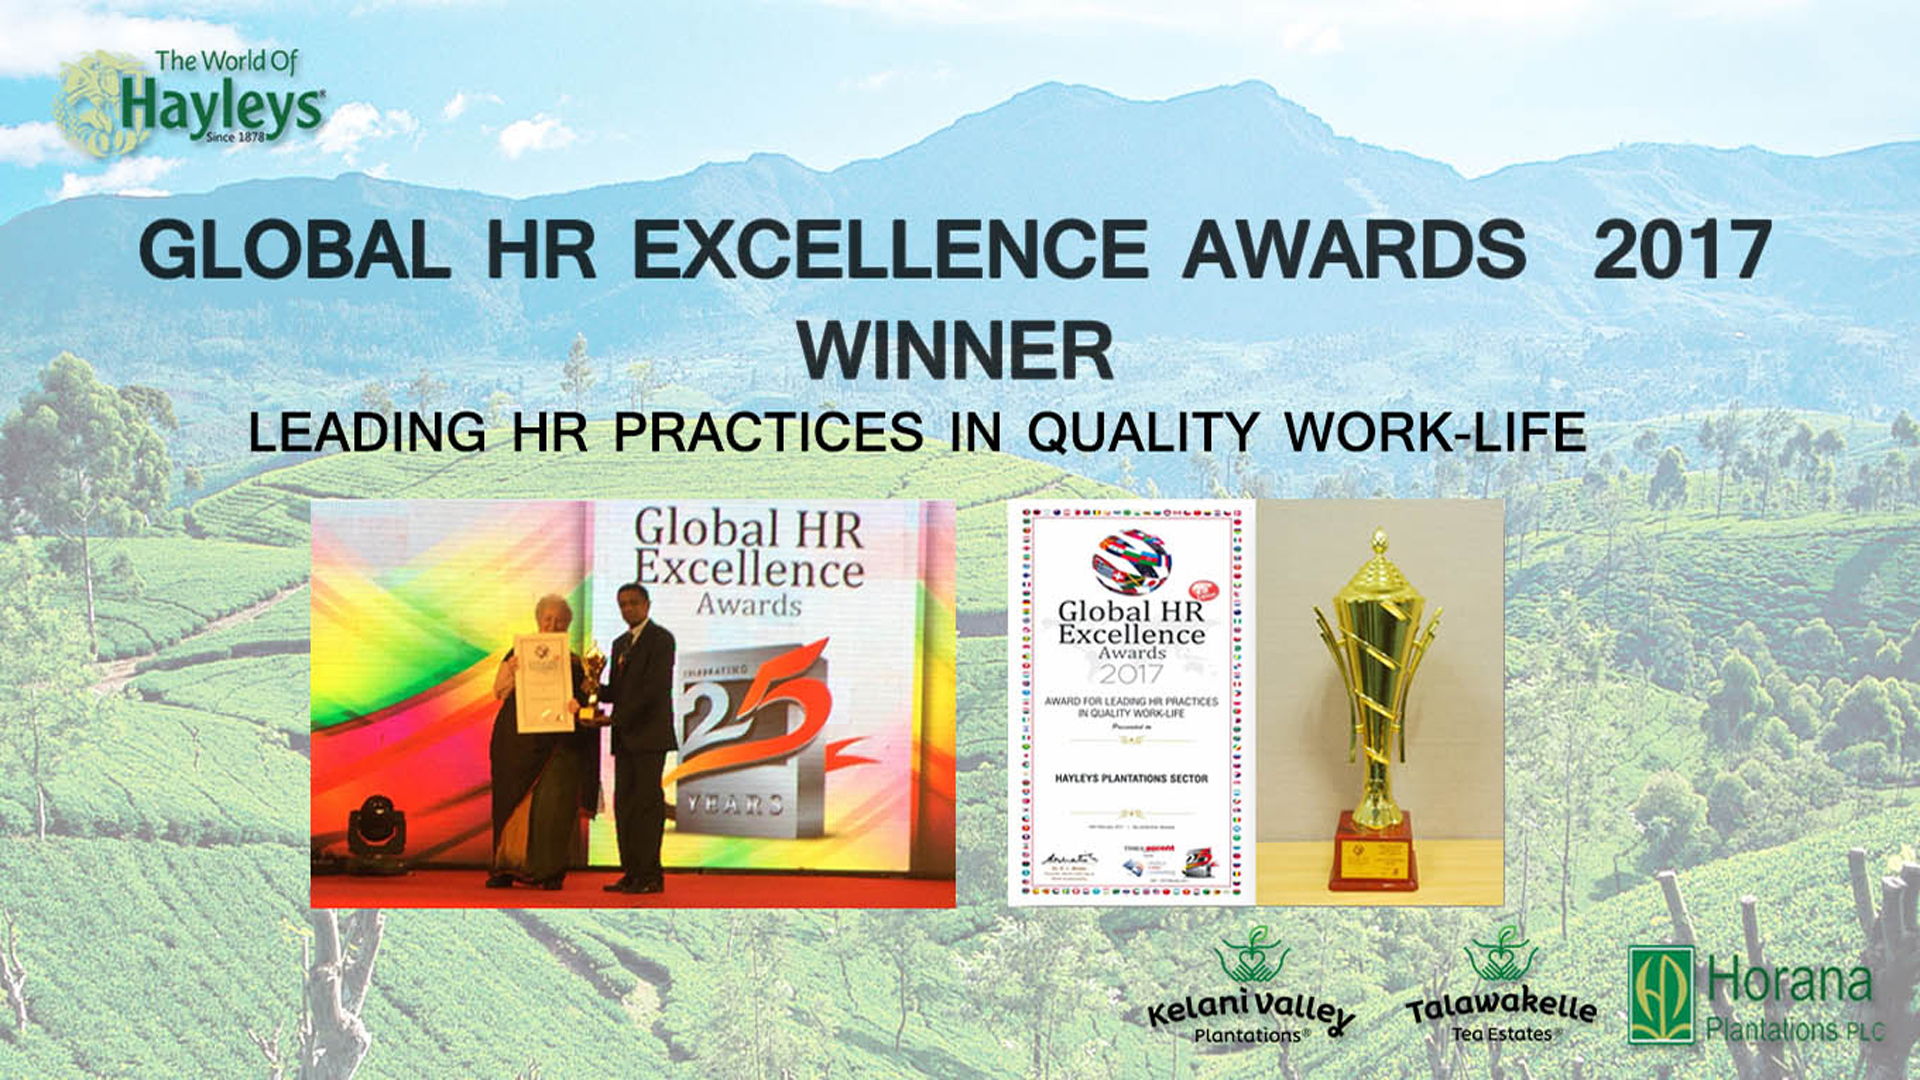 The World Of
Hayleys®
Since 1878
GLOBAL HR EXCELLENCE AWARDS 2017
WINNER
LEADING HR PRACTICES IN QUALITY WORK-LIFE
Global HR
Excellence
Awards
CELEBRATING
25
YEARS
Global HR
Excellence
Awards
2017
AWARD FOR LEADING HR PRACTICES
IN QUALITY WORK-LIFE
Presented to
HAYLEYS PLANTATIONS SECTOR
Kelani Valley
Plantations®
Talawakelle
Tea Estates®
Horana
Plantations PLC